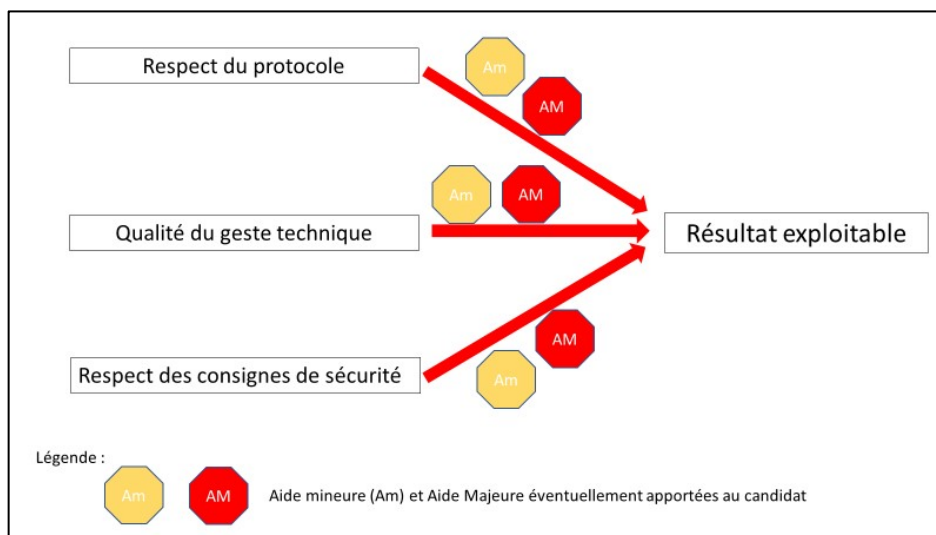 Respect du protocole
Am
AM
Am
AM
Qualité du geste technique
Résultat exploitable
AM
Am
Respect des consignes de sécurité
Légende :
Am
AM
Aide mineure (Am) et Aide Majeure éventuellement apportées au candidat